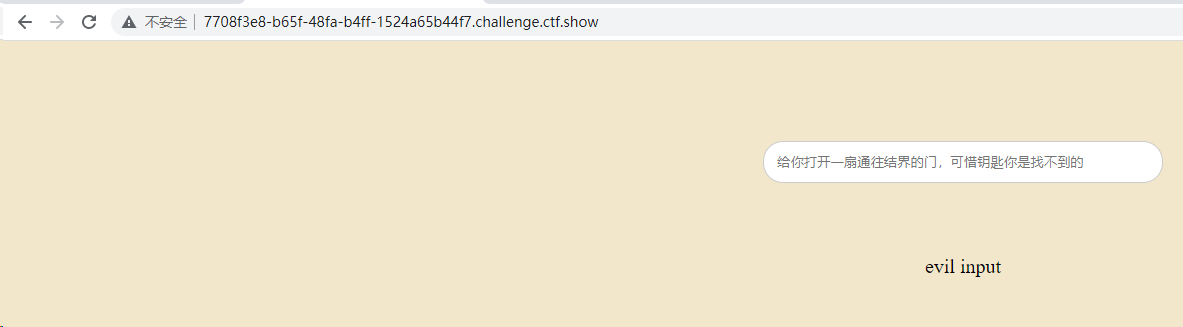 不安全 7708f3e8-b65f-48fa-b4ff-1524a65b44f7.challenge.ctf.show
给你打开一扇通往结界的门，可惜钥匙你是找不到的
evil input